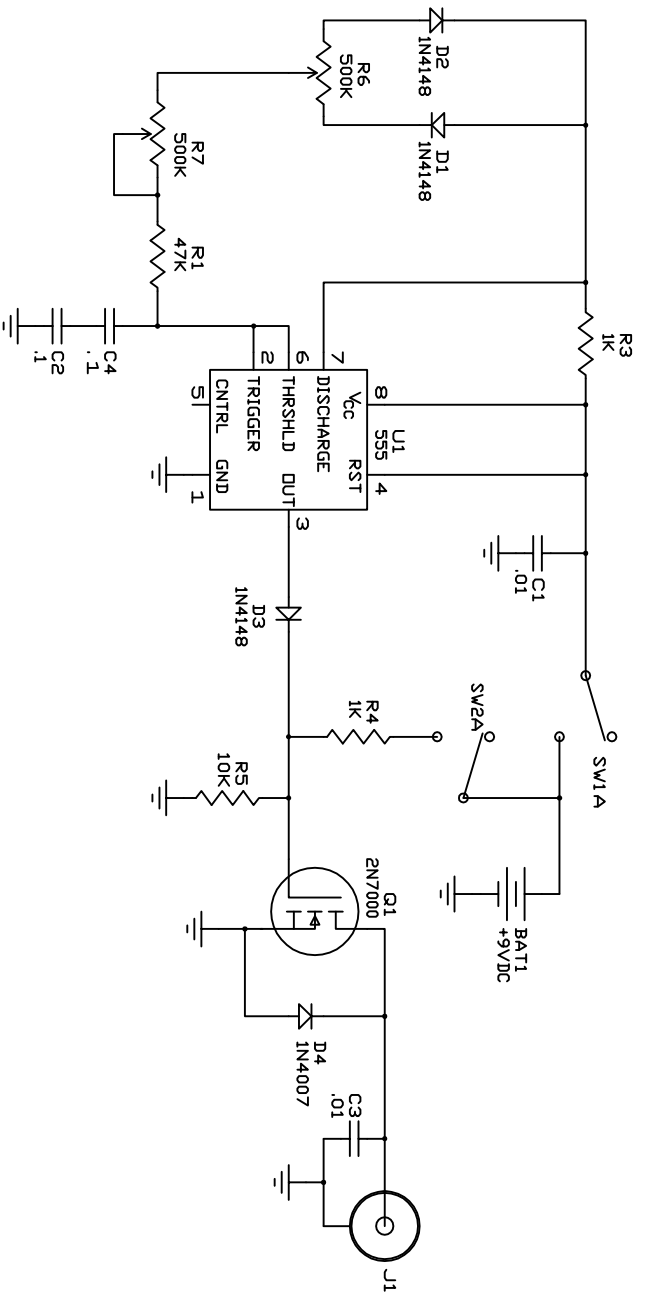 D2
1N4148
D1
1N4148
R6
500K
R7
500K
R1
47K
C4
.1
C2
.1
R3
1K
2
6
7
8
4
5
1
3
TRIGGER
THRSHLD
DISCHARGE
VCC
U1
555
RST
CNTRL
GND
OUT
C1
.01
D3
1N4148
SW1A
SW2A
R4
1K
R5
10K
BAT1
+9VDC
Q1
2N7000
D4
1N4007
C3
.01
J1